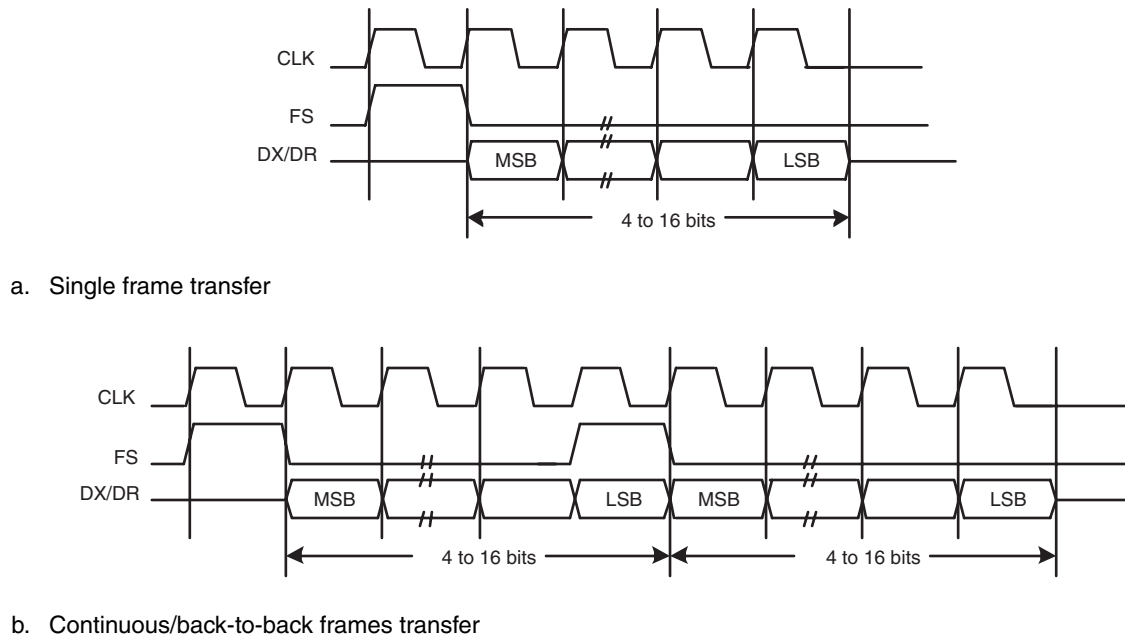 CLK
FS
DX/DR
MSB
LSB
4 to 16 bits
a. Single frame transfer
CLK
FS
DX/DR
MSB
LSB
MSB
LSB
4 to 16 bits
4 to 16 bits
b. Continuous/back-to-back frames transfer